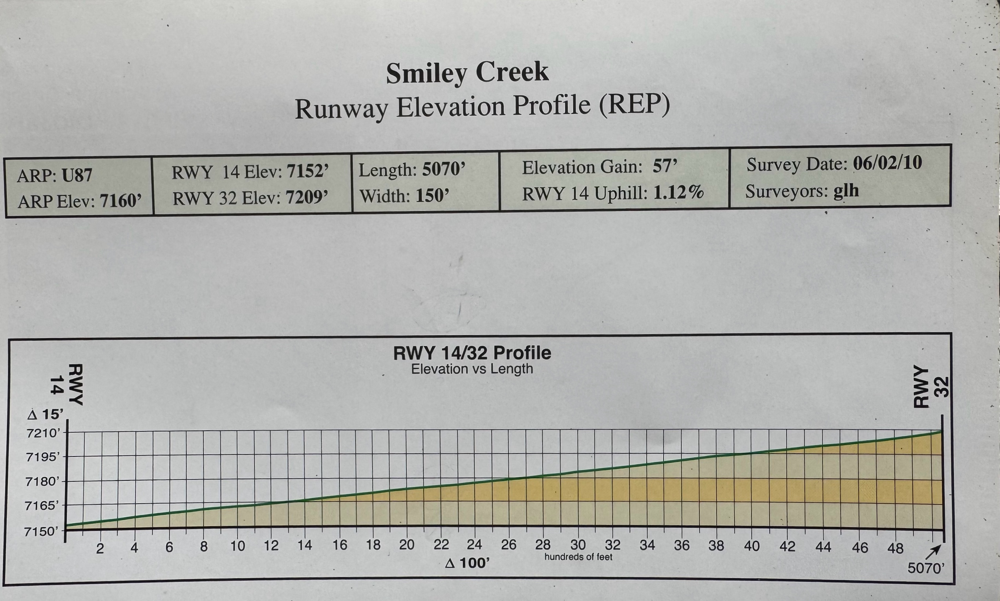 Smiley Creek
Runway Elevation Profile (REP)
ARP: U87
ARP Elev: 7160’
RWY 14 Elev: 7152’
RWY 32 Elev: 7209’
Length: 5070’
Width: 150’
Elevation Gain: 57’
RWY 14 Uphill: 1.12%
Survey Date: 06/02/10
Surveyors: glh
RWY 14/32 Profile
Elevation vs Length
RWY
14
RWY
32
Δ 15’
7210’
7195’
7180’
7165’
7150’
2 4 6 8 10 12 14 16 18 20 22 24 26 28 30 32 34 36 38 40 42 44 46 48
hundreds of feet
Δ 100’
5070’